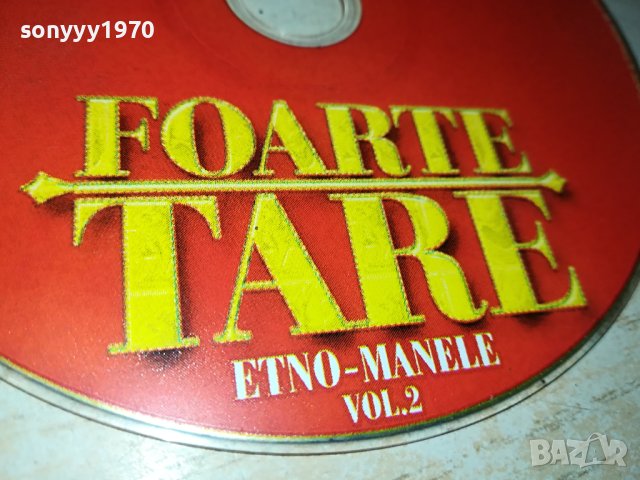 sonyyy1970
FOARTE
TARE
ETNO-MANELE
VOL.2
BAZAR